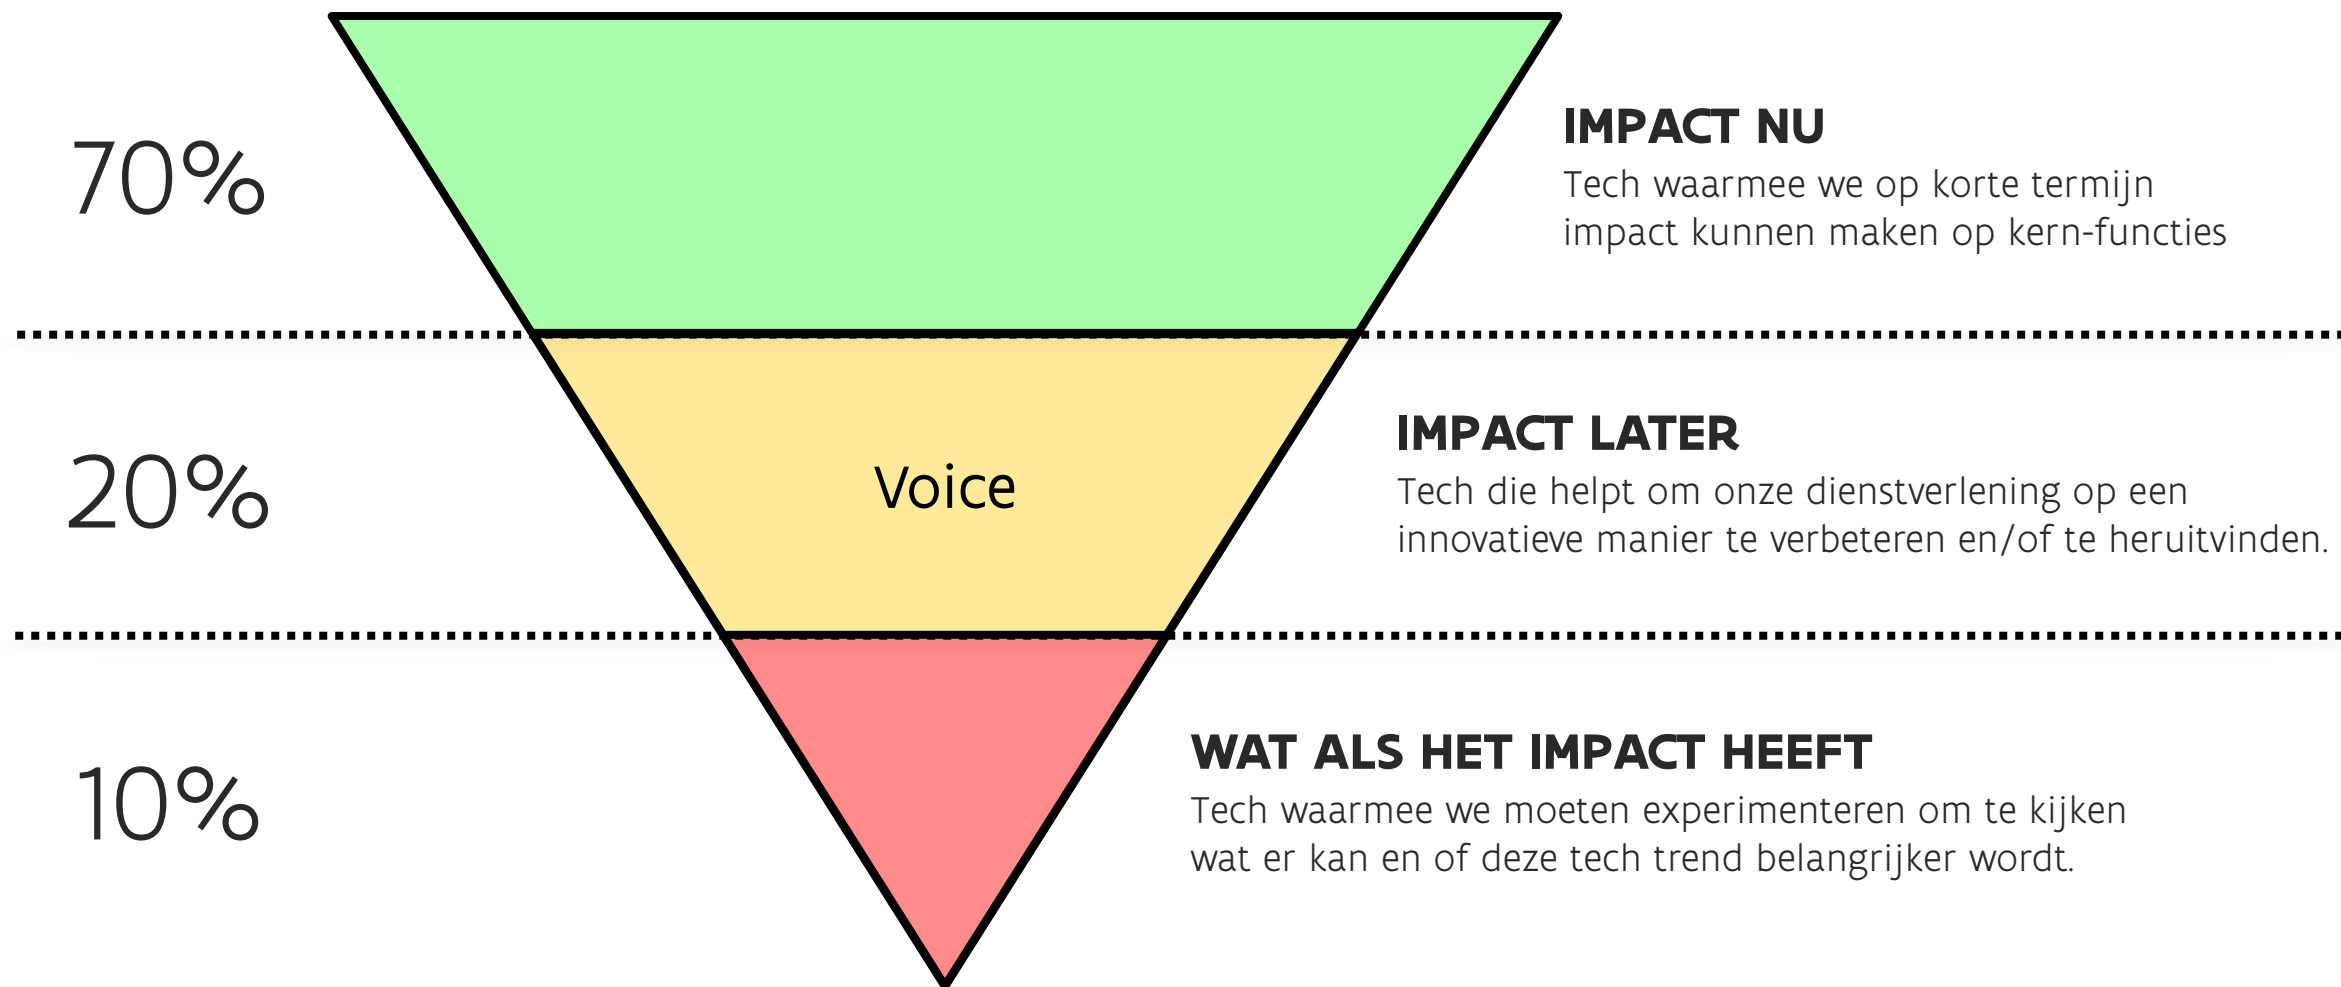 70%
IMPACT NU
Tech waarmee we op korte termijn
impact kunnen maken op kern-functies
20%
Voice
IMPACT LATER
Tech die helpt om onze dienstverlening op een
innovatieve manier te verbeteren en/of te heruitvinden.
10%
WAT ALS HET IMPACT HEEFT
Tech waarmee we moeten experimenteren om te kijken
wat er kan en of deze tech trend belangrijker wordt.